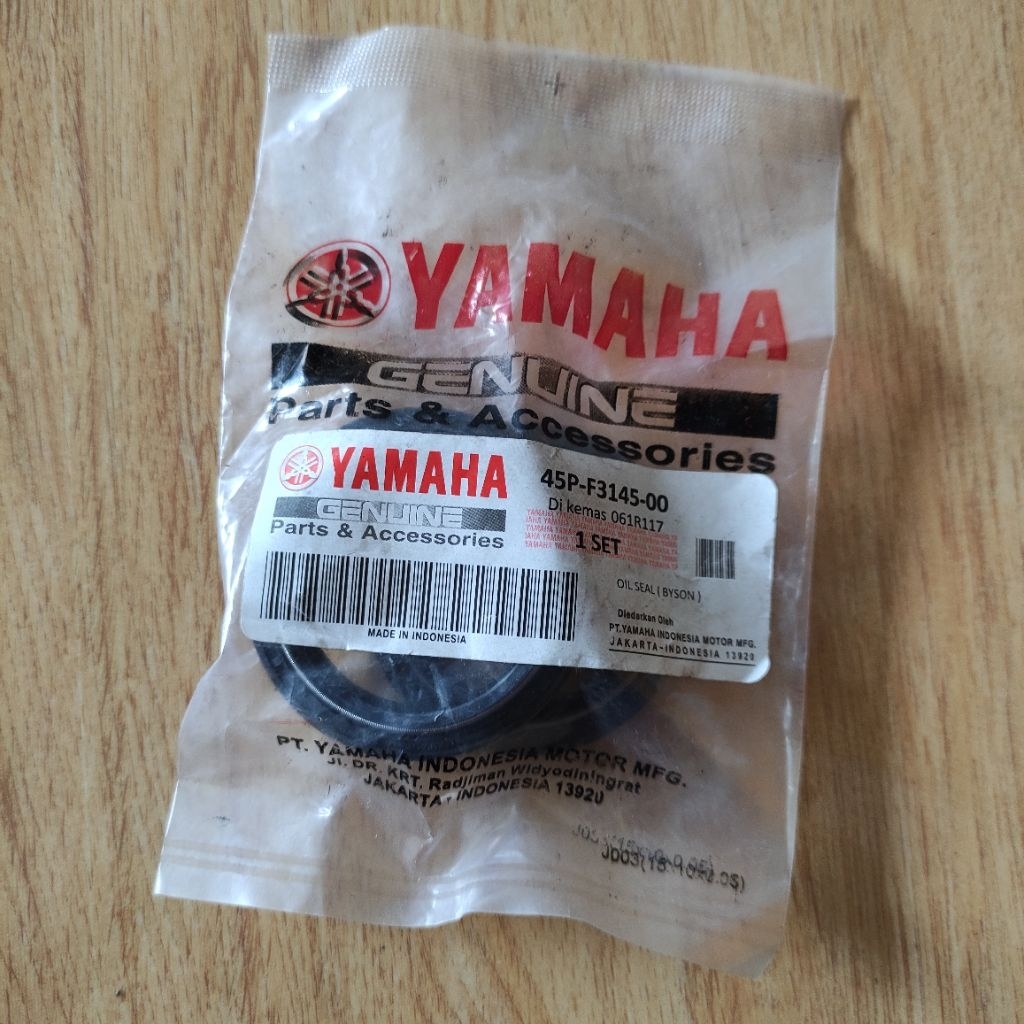 YAMAHA
GENUINE
Parts & Accessories
YAMAHA
GENUINE
Parts & Accessories
MADE IN INDONESIA
45P-F3145-00
Di kemas 061R117
1 SET
OIL SEAL ( BYSON )
Diedarkan Oleh
PT.YAMAHA INDONESIA MOTOR MFG.
JAKARTA-INDONESIA 13920
PT. YAMAHA INDONESIA MOTOR MFG.
Jl. DR. KRT. Radjiman Widyodiningrat
JAKARTA - INDONESIA 13920